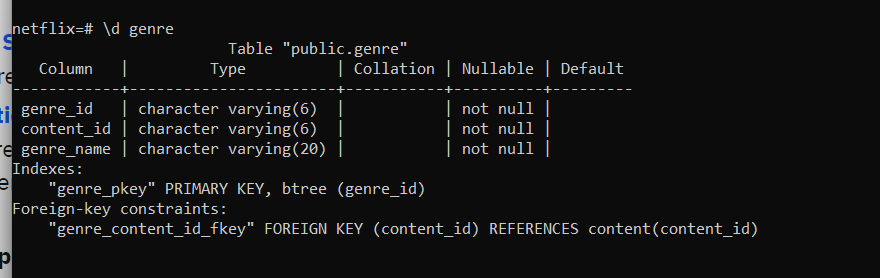 netflix=# \d genre
                      Table "public.genre"
   Column   |         Type          | Collation | Nullable | Default
------------+-----------------------+-----------+----------+---------
 genre_id   | character varying(6)  |           | not null |
 content_id | character varying(6)  |           | not null |
 genre_name | character varying(20) |           | not null |
Indexes:
    "genre_pkey" PRIMARY KEY, btree (genre_id)
Foreign-key constraints:
    "genre_content_id_fkey" FOREIGN KEY (content_id) REFERENCES content(content_id)